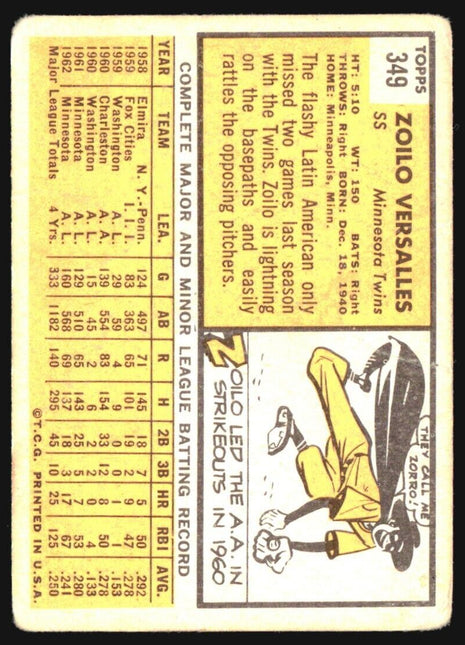 TOPPS
349
ZOILO VERSALLES
SS Minnesota Twins
HT: 5:10 WT: 150 BATS: Right
THROWS: Right BORN: Dec. 18, 1940
HOME: Minneapolis, Minn.
The flashy Latin American only
missed two games last season
with the Twins. Zoilo is lightning
on the basepaths and easily
rattles the opposing pitchers.
THEY CALL ME
ZORRO!
ZOILO LED THE A.A. IN
STRIKEOUTS IN 1960
COMPLETE MAJOR AND MINOR LEAGUE BATTING RECORD
YEAR TEAM LEA. G AB R H 2B 3B HR RBI AVG.
1958 Elmira N. Y.-Penn. 124 497 71 145 18 7 5 50 .292
1959 Fox Cities I. I. I. 83 363 65 101 19 1 9 47 .278
1959 Washington A. L. 29 59 4 9 0 0 1 1 .153
1960 Charleston A. A. 139 554 154 33 12 8 50 .278
1960 Washington A. L. 15 45 2 6 2 2 0 4 .133
1961 Minnesota A. L. 129 510 65 143 25 5 7 53 .280
1962 Minnesota A. L. 160 568 69 137 18 3 17 67 .241
Major League Totals 4 Yrs. 333 1182 140 295 45 10 25 125 .250
©T.C.G. PRINTED IN U.S.A.